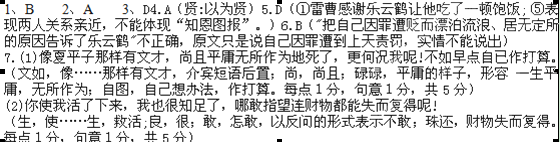 1、B　　2、A　　3、D4.A（贤:以为贤）5.D（①雷曹感谢乐云鹤让他吃了一顿饱饭;⑤表
现两人关系亲近，不能体现"知恩图报"。）6.B("把自己因罪遭贬而漂泊流浪、居无定所
的原因告诉了乐云鹤"不正确，原文只是说自己因罪遭到上天责罚，实情不能说出）
7.(1)像夏平子那样有文才，尚且平庸无所作为地死了，更何况我呢!不如早点自已作打算。
（文如，像……那样有文才，介宾短语后置；尚，尚且；碌碌，平庸的样子，形容 一生平
庸，无所作为；自图，自己想办法，作打算。每点1分，句意1分，共5分）
(2)你使我活了下来，我也很知足了，哪敢指望连财物都能失而复得呢!
（生，使……生，救活;良，很；敢，怎敢，以反问的形式表示不敢；珠还，财物失而复得。
每点1分，句意1分，共5分）